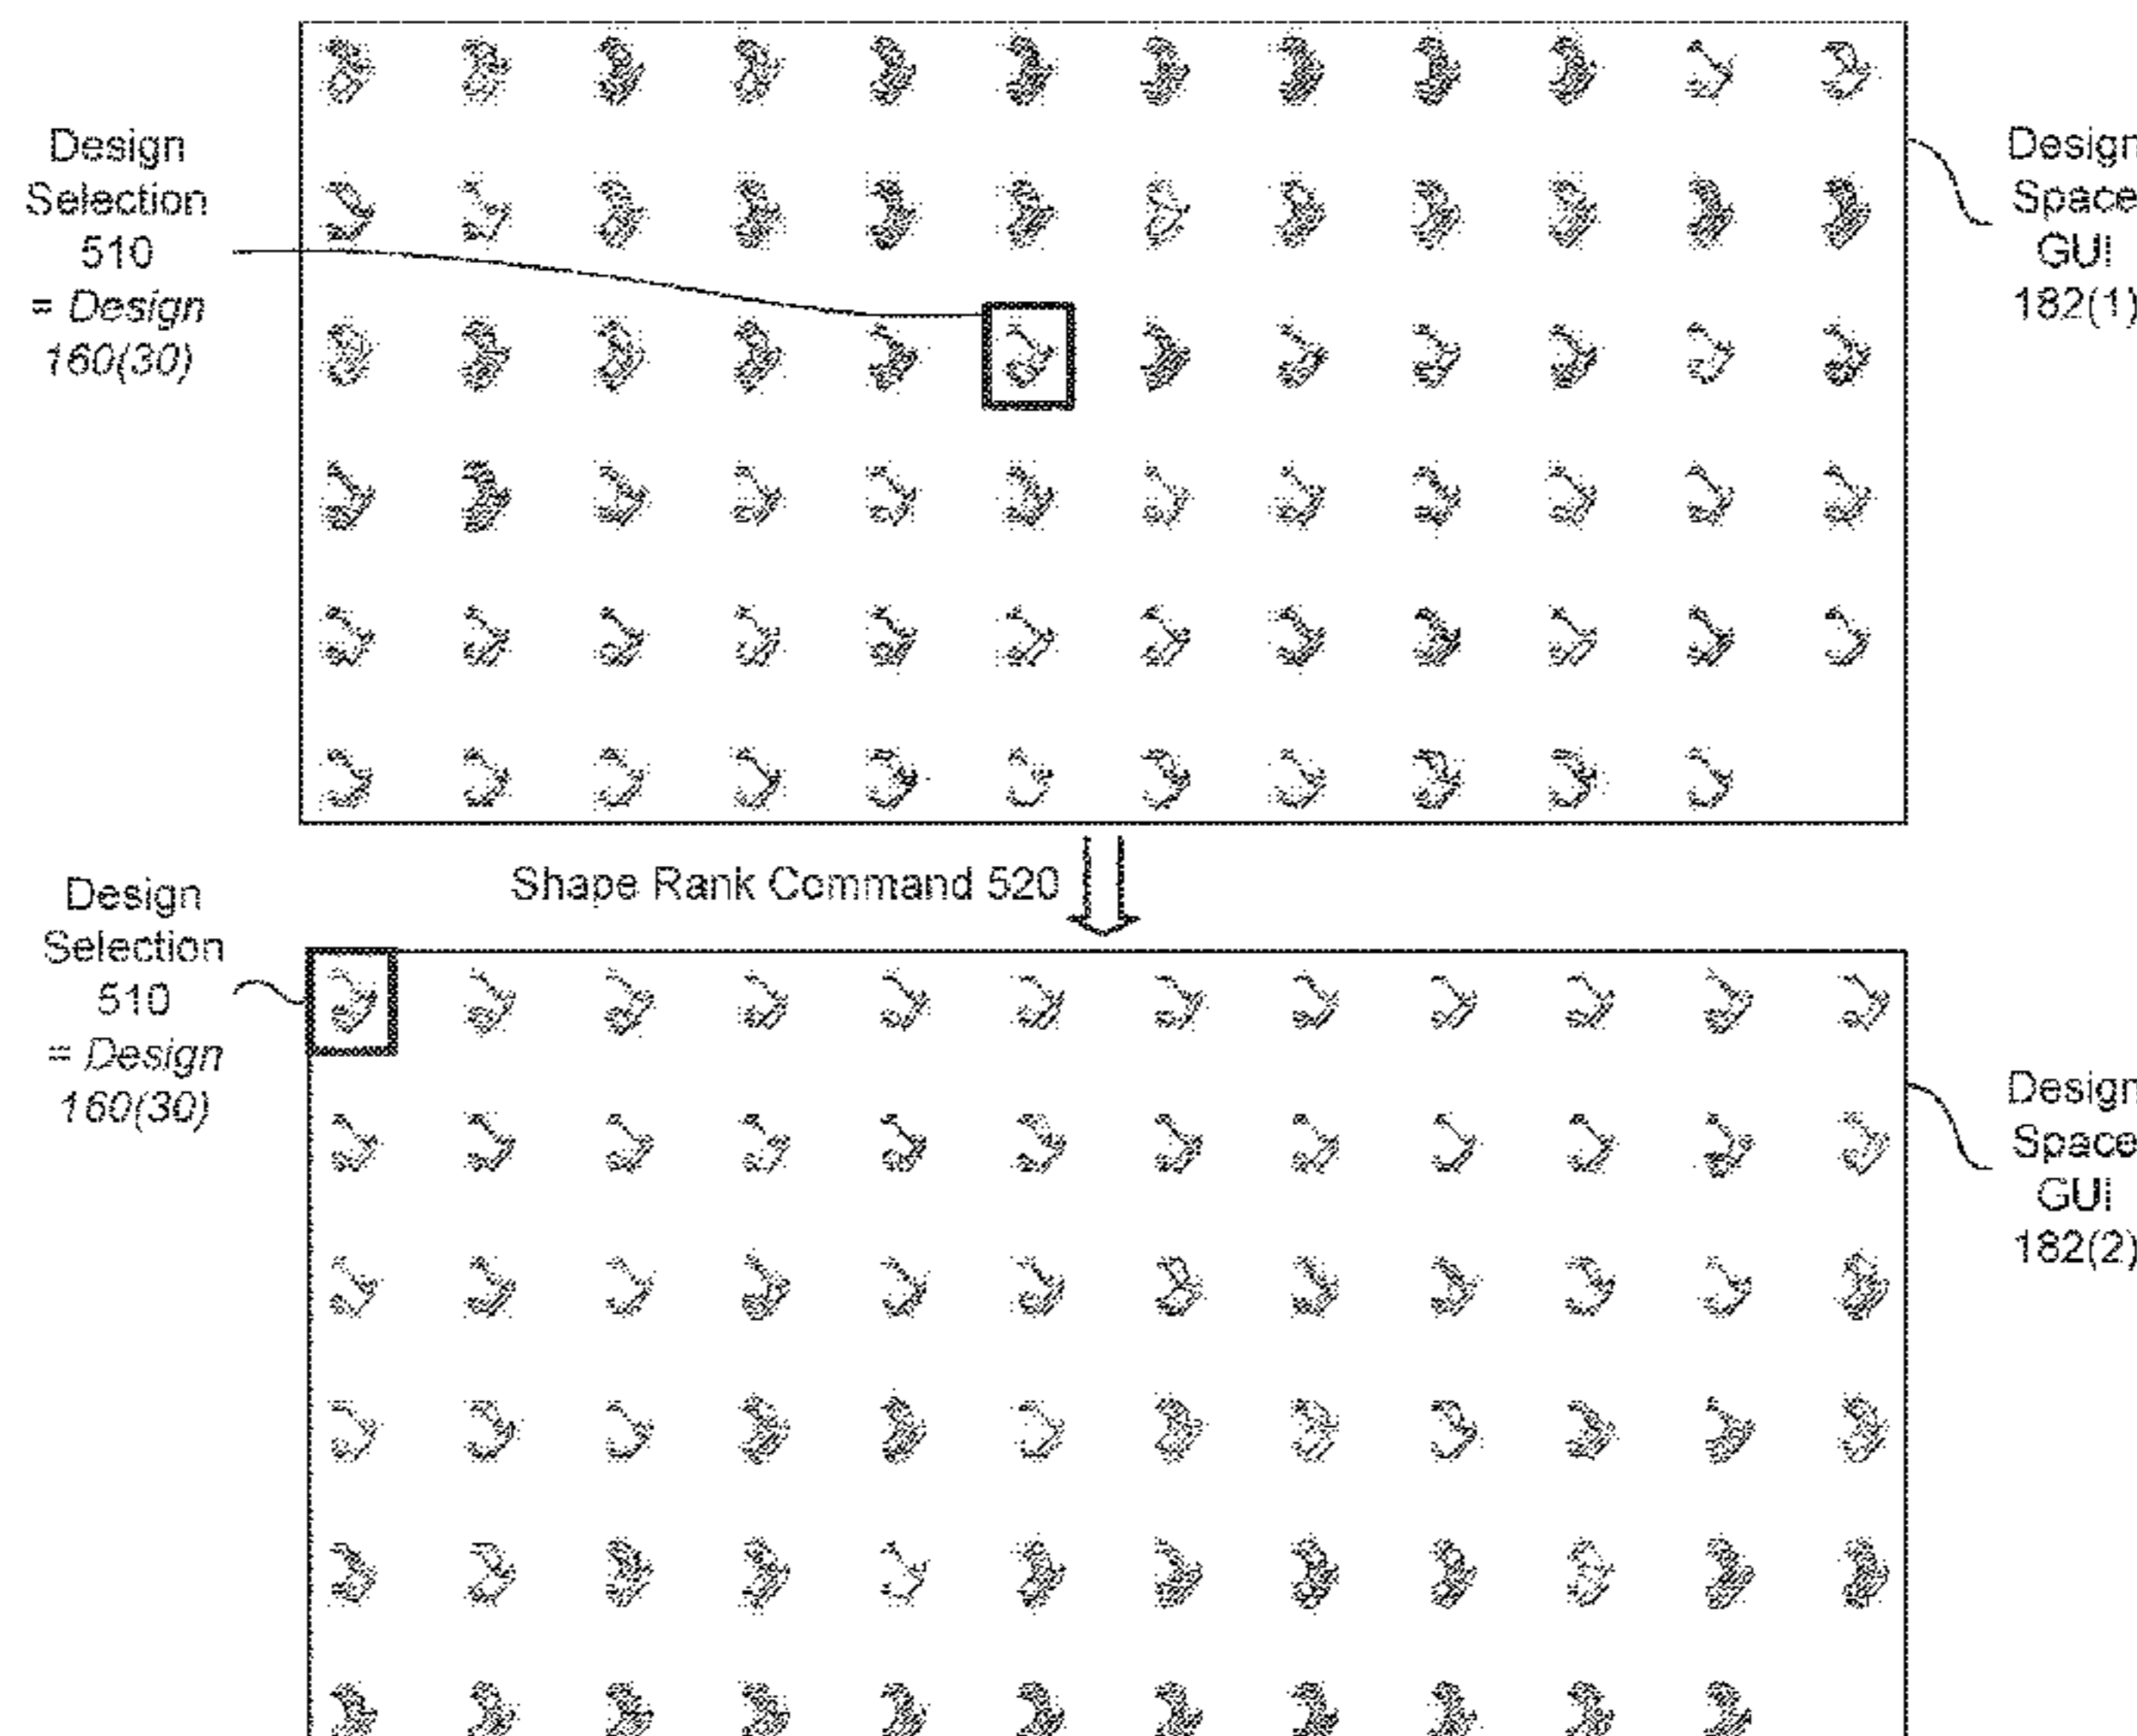 Design
Selection
510
= Design
160(30)
Design
Space
GUI
182(1)
Shape Rank Command 520
Design
Selection
510
= Design
160(30)
Design
Space
GUI
182(2)